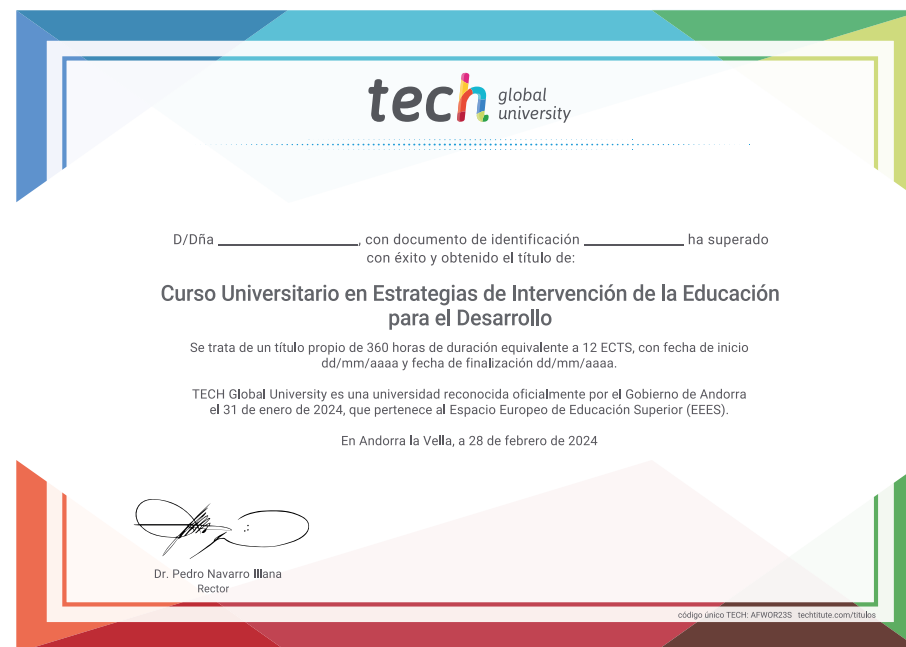 tech global
university
D/Dña ______________, con documento de identificación __________ ha superado
con éxito y obtenido el título de:
Curso Universitario en Estrategias de Intervención de la Educación
para el Desarrollo
Se trata de un título propio de 360 horas de duración equivalente a 12 ECTS, con fecha de inicio
dd/mm/aaaa y fecha de finalización dd/mm/aaaa.
TECH Global University es una universidad reconocida oficialmente por el Gobierno de Andorra
el 31 de enero de 2024, que pertenece al Espacio Europeo de Educación Superior (EEES).
En Andorra la Vella, a 28 de febrero de 2024
Dr. Pedro Navarro Illana
Rector
código único TECH: AFWOR23S techtitute.com/titulos